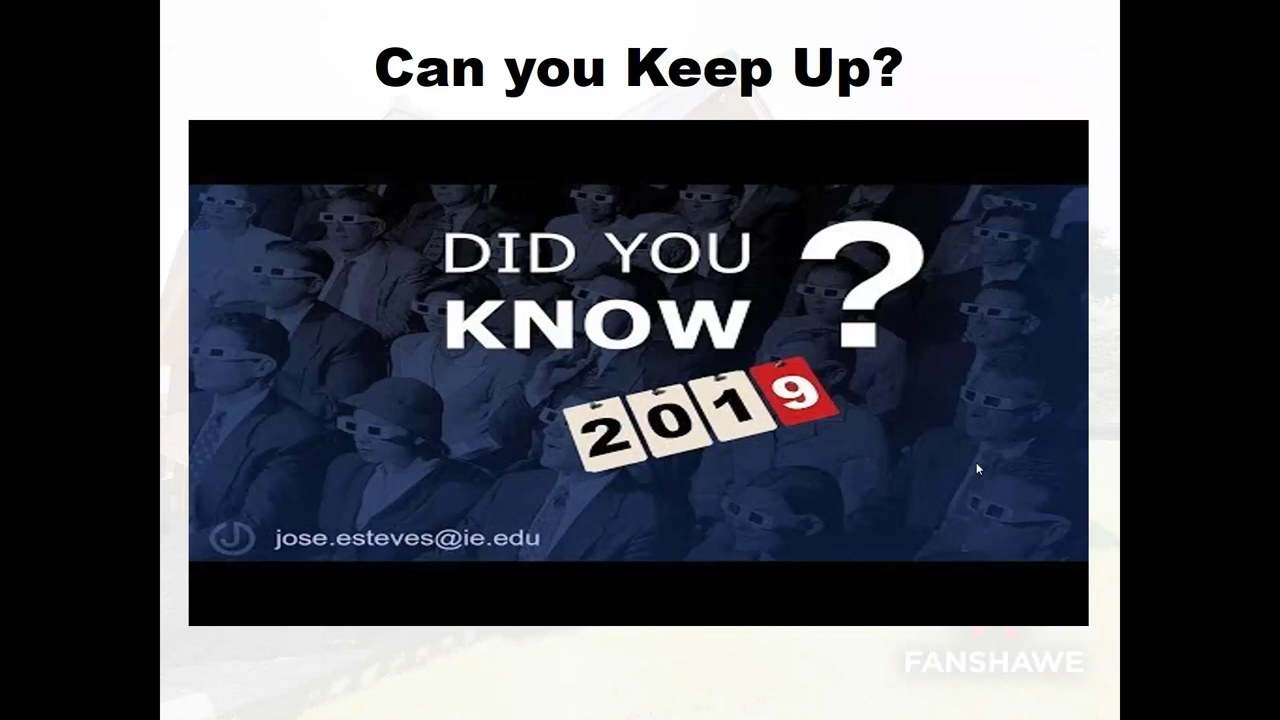 Can you Keep Up?
DID YOU
KNOW ?
2019
jose.esteves@ie.edu
FANSHAWE